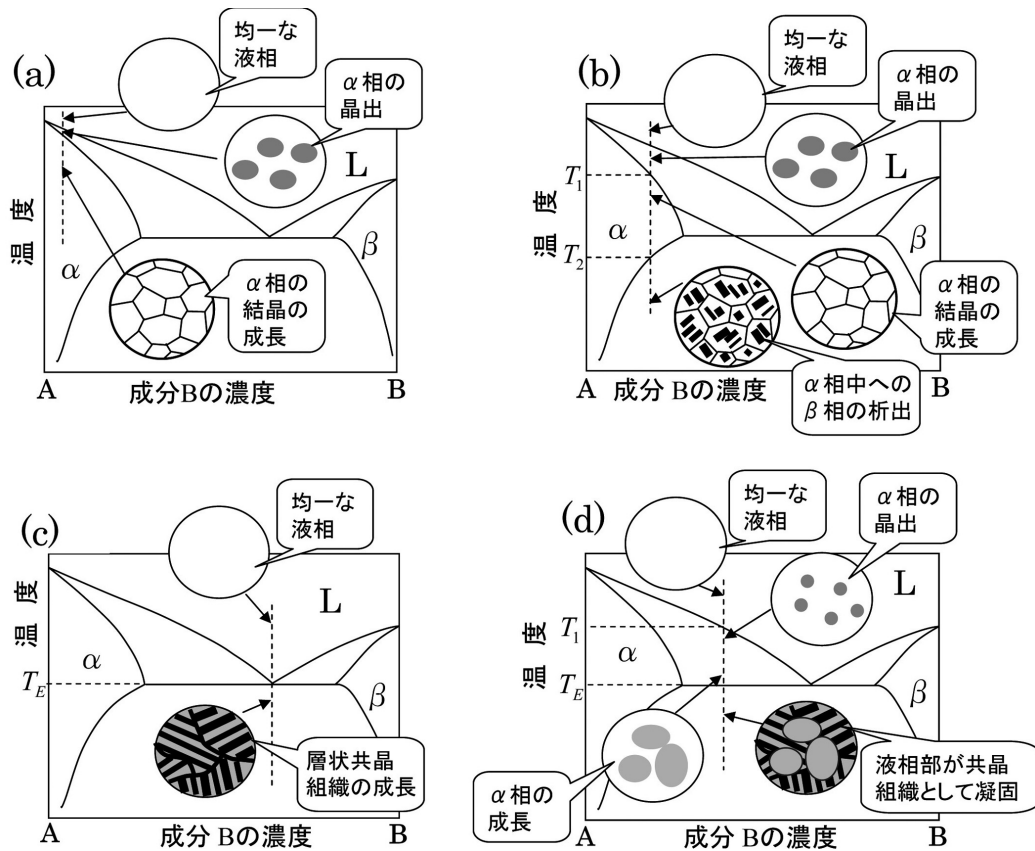 (a)
均一な
液相
α相の
晶出
L
温度
α
β
α相の
結晶の
成長
A
成分Bの濃度
B
(b)
均一な
液相
α相の
晶出
L
T1
温度
α
β
T2
α相の
結晶の
成長
A
成分Bの濃度
B
α相中への
β相の析出
(c)
均一な
液相
L
温度
α
TE
β
層状共晶
組織の成長
A
成分Bの濃度
B
(d)
均一な
液相
α相の
晶出
L
T1
温度
α
TE
β
α相の
成長
液相部が共晶
組織として凝固
A
成分Bの濃度
B